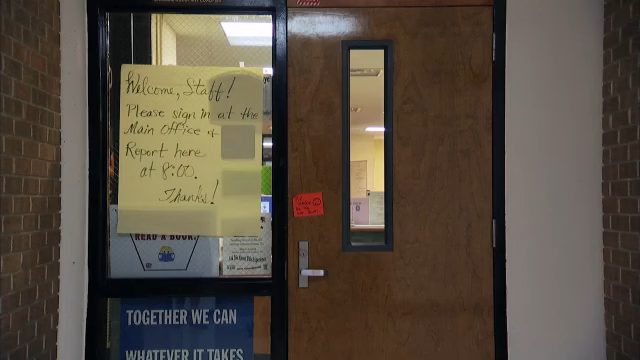 Welcome, Staff!
Please sign in at the
Main Office +
Report here
at 8:00.
Thanks!
READ A BOOK!
TOGETHER WE CAN
WHATEVER IT TAKES